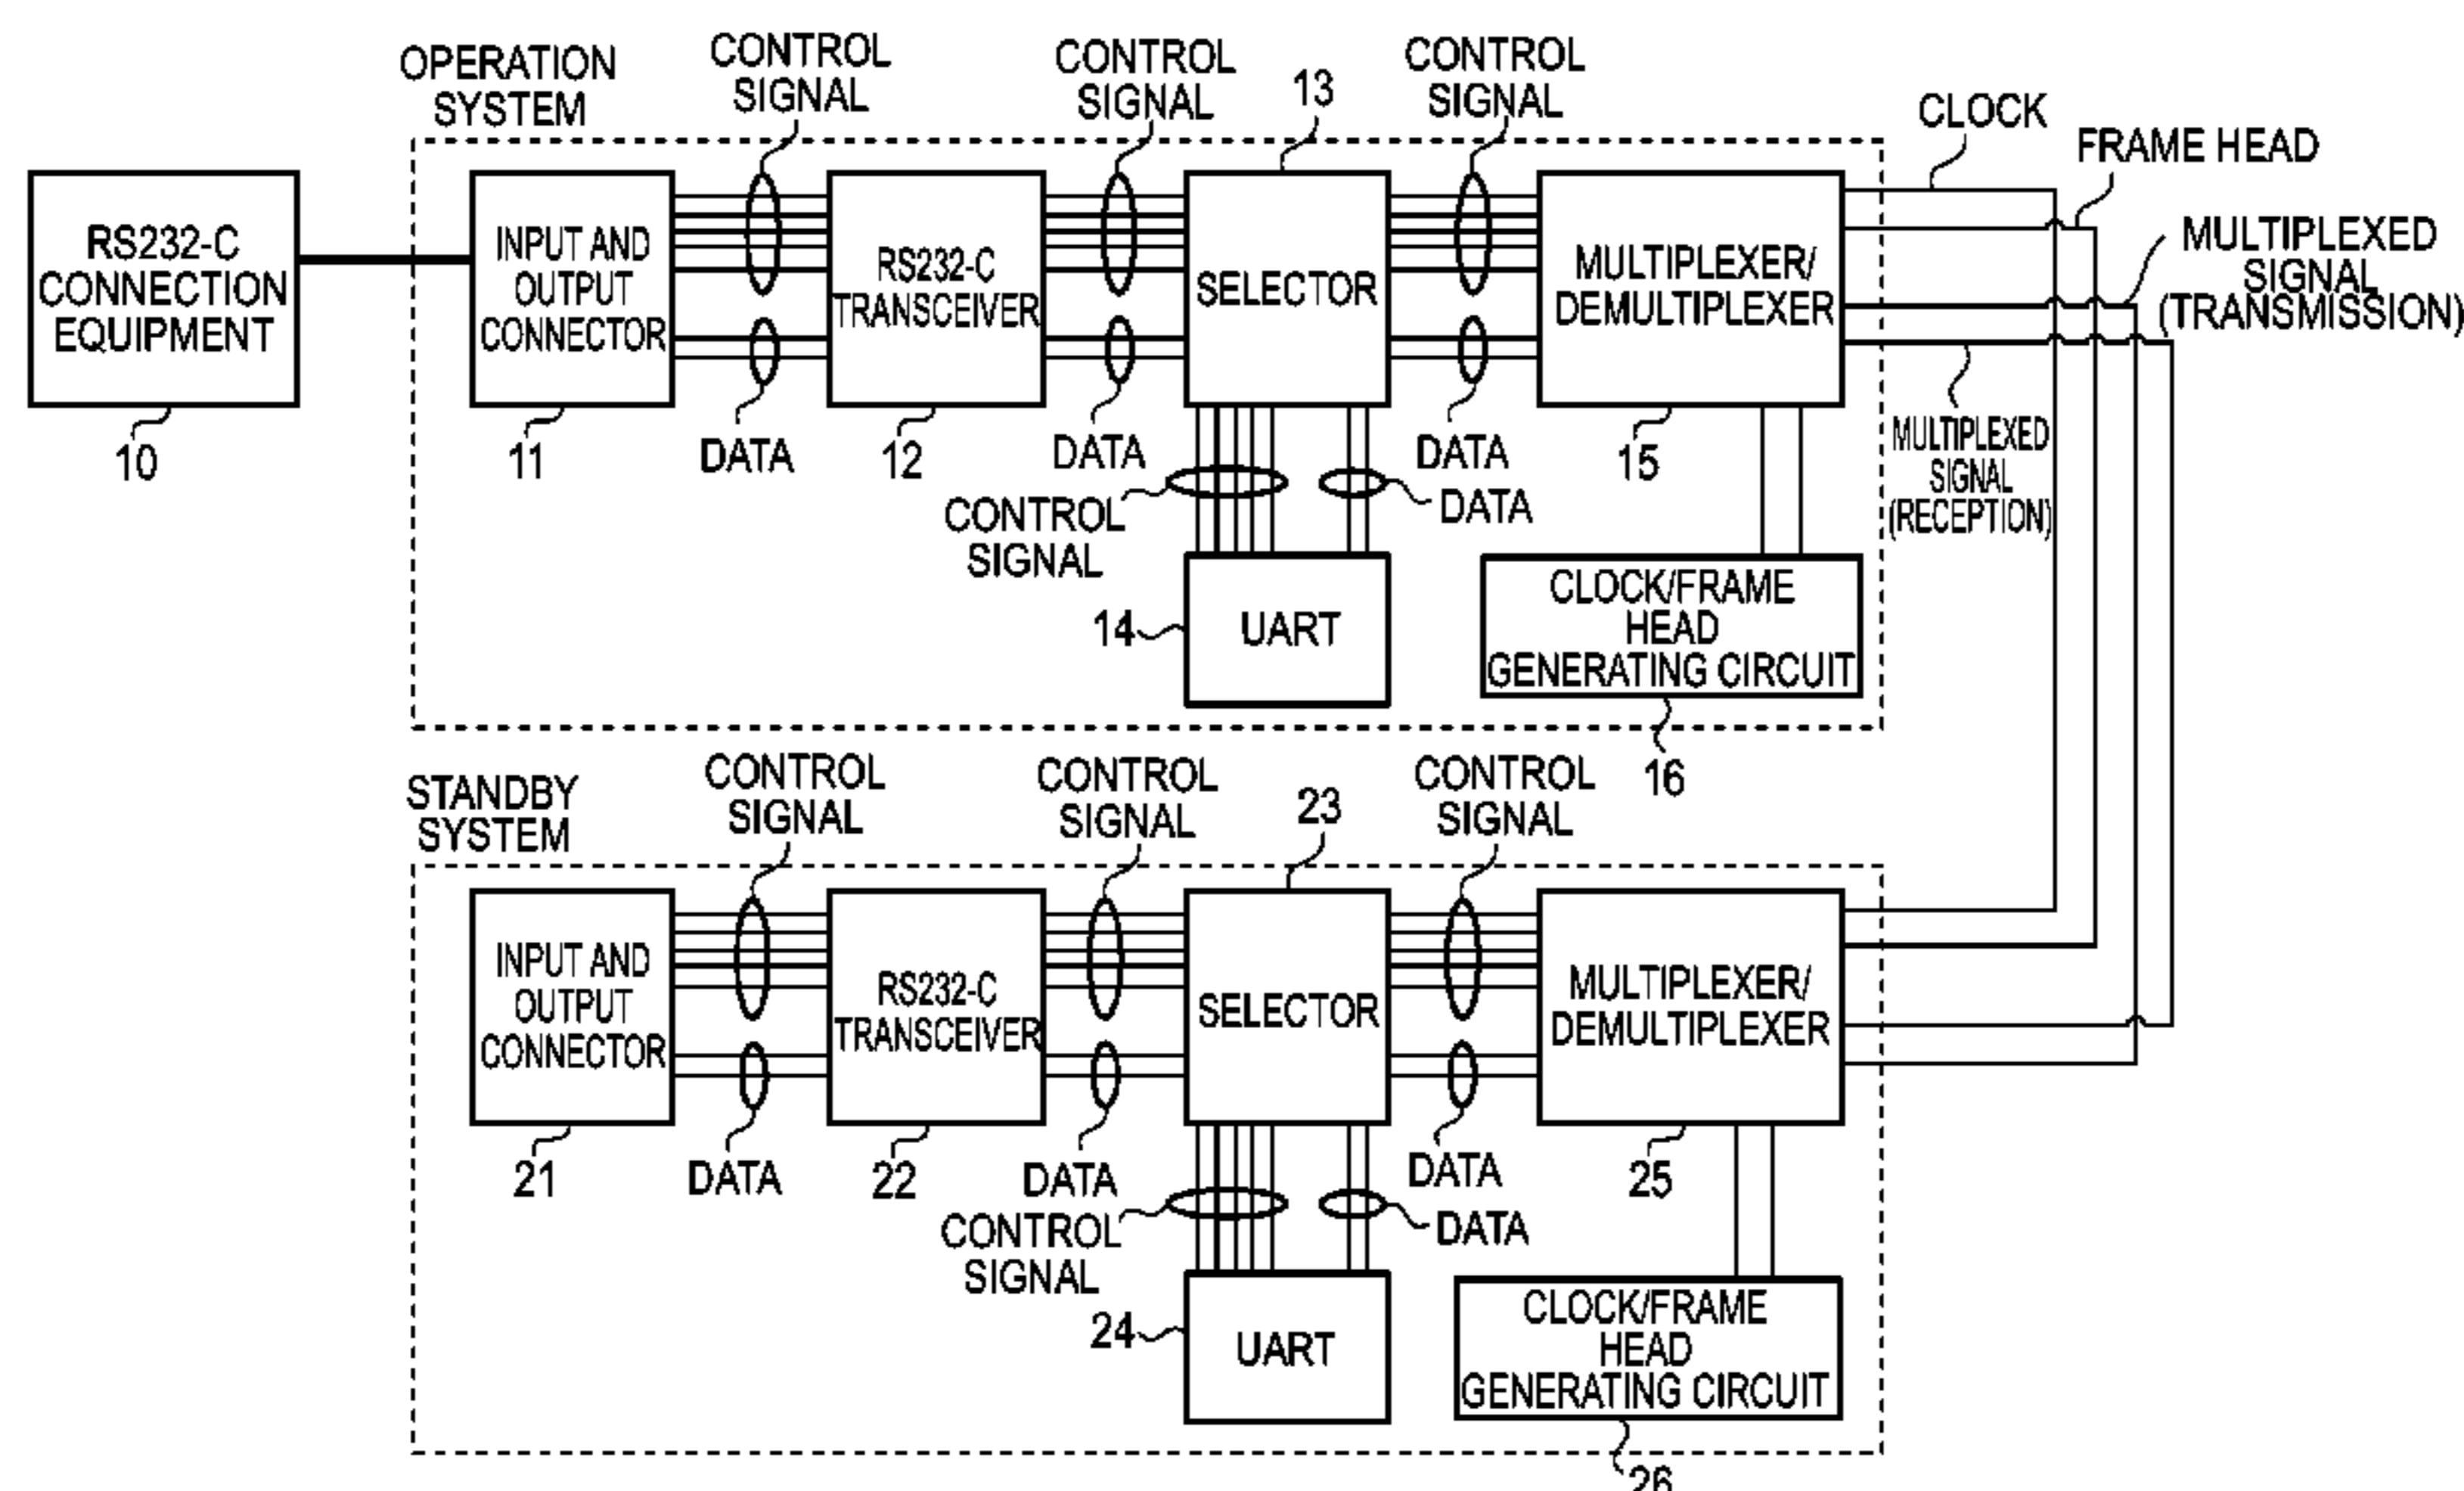 OPERATION
SYSTEM
CONTROL
SIGNAL
CONTROL
SIGNAL
13
CONTROL
SIGNAL
CLOCK
FRAME HEAD
MULTIPLEXED
SIGNAL
(TRANSMISSION)
RS232-C
CONNECTION
EQUIPMENT
INPUT AND
OUTPUT
CONNECTOR
RS232-C
TRANSCEIVER
SELECTOR
MULTIPLEXER/
DEMULTIPLEXER
10
11
DATA
12
DATA
DATA
15
MULTIPLEXED
SIGNAL
(RECEPTION)
CONTROL
SIGNAL
DATA
14
UART
CLOCK/FRAME
HEAD
GENERATING CIRCUIT
16
STANDBY
SYSTEM
CONTROL
SIGNAL
CONTROL
SIGNAL
23
CONTROL
SIGNAL
INPUT AND
OUTPUT
CONNECTOR
RS232-C
TRANSCEIVER
SELECTOR
MULTIPLEXER/
DEMULTIPLEXER
21
DATA
22
DATA
DATA
25
CONTROL
SIGNAL
DATA
24
UART
CLOCK/FRAME
HEAD
GENERATING CIRCUIT
26